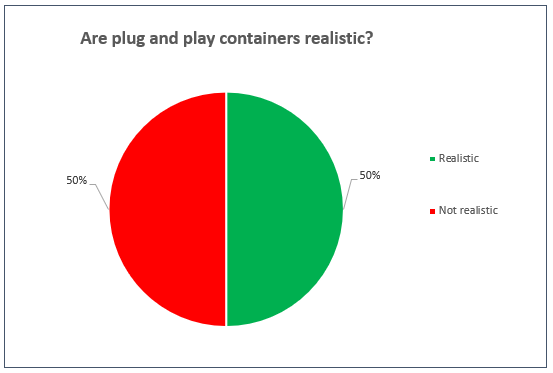 Are plug and play containers realistic?
50%
50%
Realistic
Not realistic